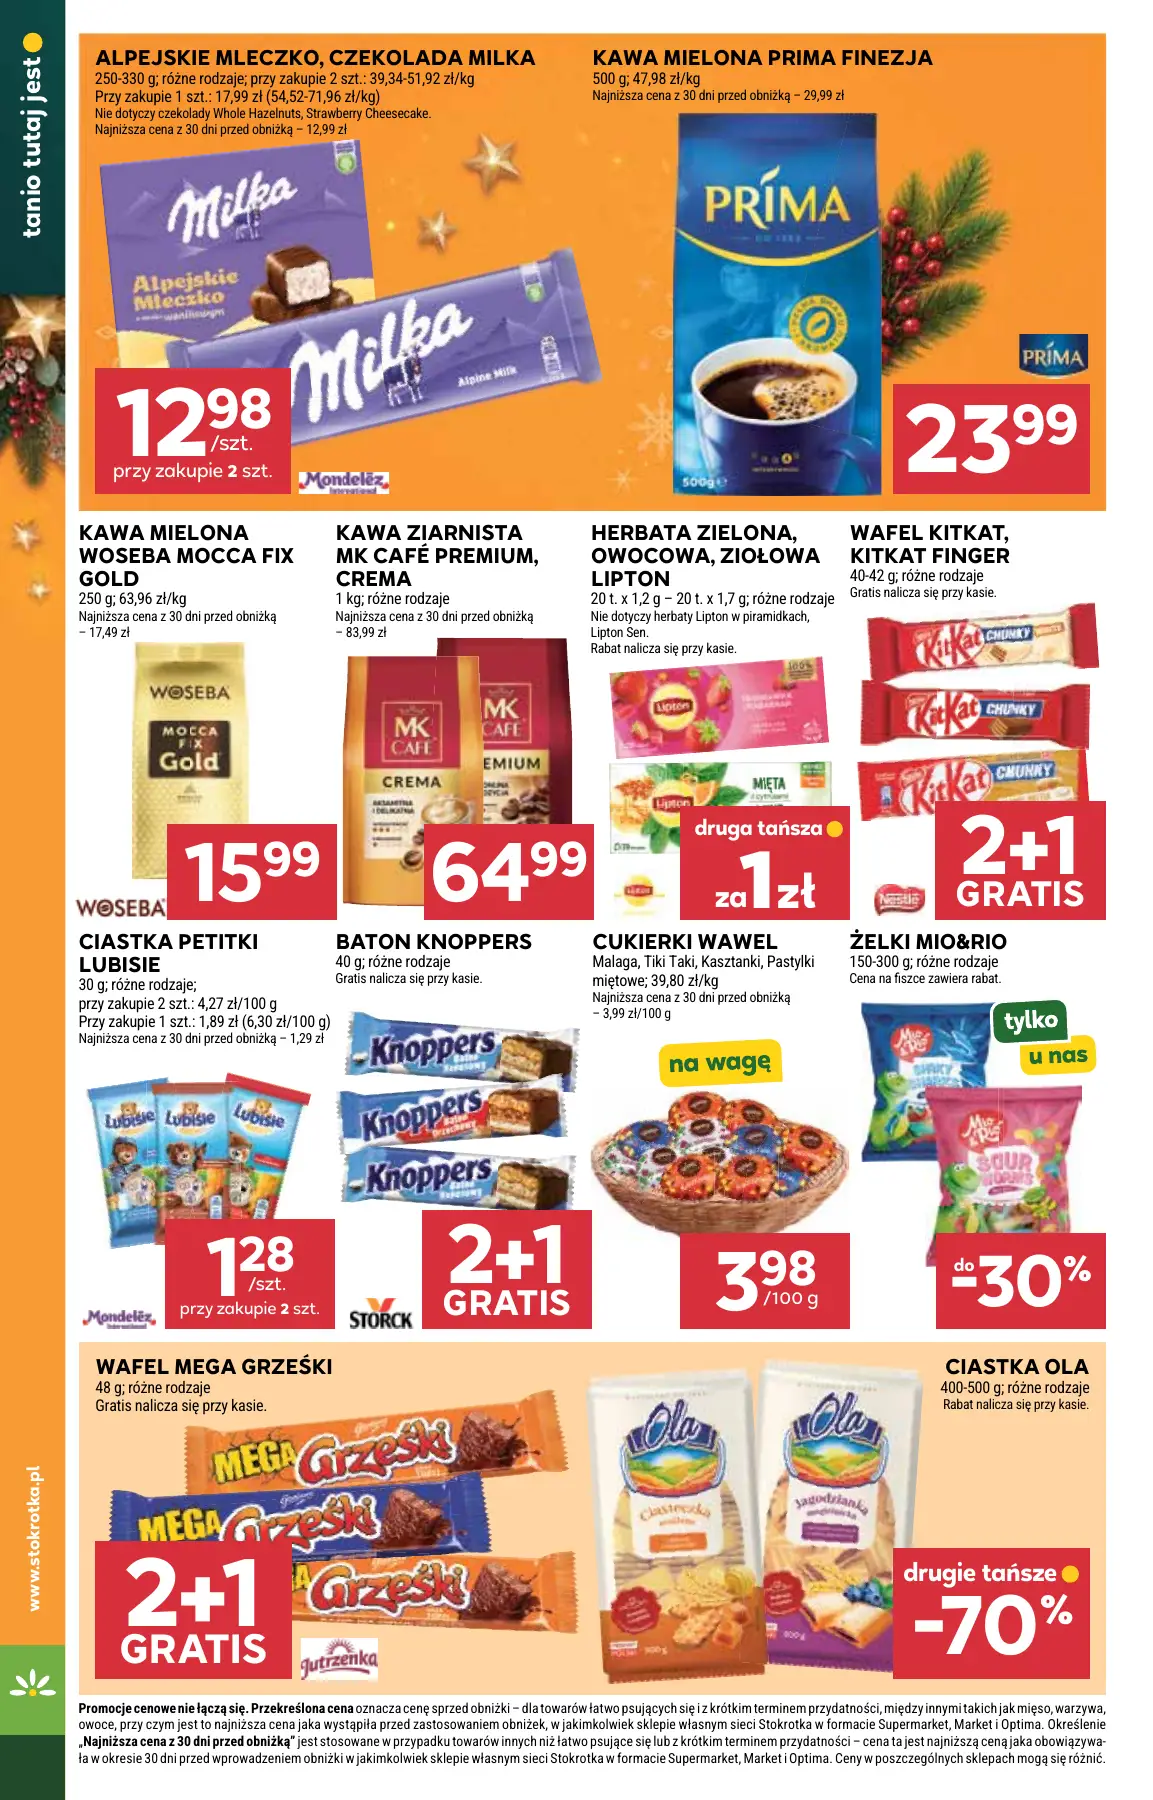 tanio tutaj jest
ALPEJSKIE MLECZKO, CZEKOLADA MILKA
250-330 g; różne rodzaje; przy zakupie 2 szt.: 39,34-51,92 zł/kg
Przy zakupie 1 szt.: 17,99 zł (54,52-71,96 zł/kg)
Nie dotyczy czekolady Whole Hazelnuts, Strawberry Cheesecake.
Najniższa cena z 30 dni przed obniżką – 12,99 zł
Milka
Alpejskie
Mleczko
waniliowym
Milka
Alpine Milk
12 98
/szt.
przy zakupie 2 szt.
Mondelēz
International
KAWA MIELONA PRIMA FINEZJA
500 g; 47,98 zł/kg
Najniższa cena z 30 dni przed obniżką – 29,99 zł
PRÍMA
500g
PRÍMA
23 99
KAWA MIELONA
WOSEBA MOCCA FIX
GOLD
250 g; 63,96 zł/kg
Najniższa cena z 30 dni przed obniżką
– 17,49 zł
WOSEBA
MOCCA
FIX
Gold
15 99
WOSEBA
KAWA ZIARNISTA
MK CAFÉ PREMIUM,
CREMA
1 kg; różne rodzaje
Najniższa cena z 30 dni przed obniżką
– 83,99 zł
MK
CAFÉ
CREMA
AKSAMITNA
I DELIKATNA
64 99
HERBATA ZIELONA,
OWOCOWA, ZIOŁOWA
LIPTON
20 t. x 1,2 g – 20 t. x 1,7 g; różne rodzaje
Nie dotyczy herbaty Lipton w piramidkach,
Lipton Sen.
Rabat nalicza się przy kasie.
Lipton
Lipton
MIĘTA
z cytrusami
druga tańsza
za 1 zł
WAFEL KITKAT,
KITKAT FINGER
40-42 g; różne rodzaje
Gratis nalicza się przy kasie.
KitKat CHUNKY
KitKat CHUNKY
KitKat CHUNKY
2+1
GRATIS
Nestlé
CIASTKA PETITKI
LUBISIE
30 g; różne rodzaje;
przy zakupie 2 szt.: 4,27 zł/100 g
Przy zakupie 1 szt.: 1,89 zł (6,30 zł/100 g)
Najniższa cena z 30 dni przed obniżką – 1,29 zł
Lubisie
Lubisie
Lubisie
1 28
/szt.
przy zakupie 2 szt.
Mondelēz
International
BATON KNOPPERS
40 g; różne rodzaje
Gratis nalicza się przy kasie.
Knoppers
Knoppers
Knoppers
2+1
GRATIS
STORCK
CUKIERKI WAWEL
Malaga, Tiki Taki, Kasztanki, Pastylki
miętowe; 39,80 zł/kg
Najniższa cena z 30 dni przed obniżką
– 3,99 zł/100 g
na wagę
3 98
/100 g
ŻELKI MIO&RIO
150-300 g; różne rodzaje
Cena na fiszce zawiera rabat.
tylko
u nas
SOUR
WORMS
do
-30%
WAFEL MEGA GRZEŚKI
48 g; różne rodzaje
Gratis nalicza się przy kasie.
MEGA Grześki
MEGA Grześki
Grześki
2+1
GRATIS
Jutrzenka
CIASTKA OLA
400-500 g; różne rodzaje
Rabat nalicza się przy kasie.
Ola
Ciasteczka
Ola
Jagodzianka
drugie tańsze
-70%
www.stokrotka.pl
Promocje cenowe nie łączą się. Przekreślona cena oznacza cenę sprzed obniżki – dla towarów łatwo psujących się i z krótkim terminem przydatności, między innymi takich jak mięso, warzywa,
owoce, przy czym jest to najniższa cena jaka wystąpiła przed zastosowaniem obniżek, w jakimkolwiek sklepie własnym sieci Stokrotka w formacie Supermarket, Market i Optima. Określenie
„Najniższa cena z 30 dni przed obniżką” jest stosowane w przypadku towarów innych niż łatwo psujące się lub z krótkim terminem przydatności – cena ta jest najniższą ceną jaka obowiązywa-
ła w okresie 30 dni przed wprowadzeniem obniżki w jakimkolwiek sklepie własnym sieci Stokrotka w formacie Supermarket, Market i Optima. Ceny w poszczególnych sklepach mogą się różnić.